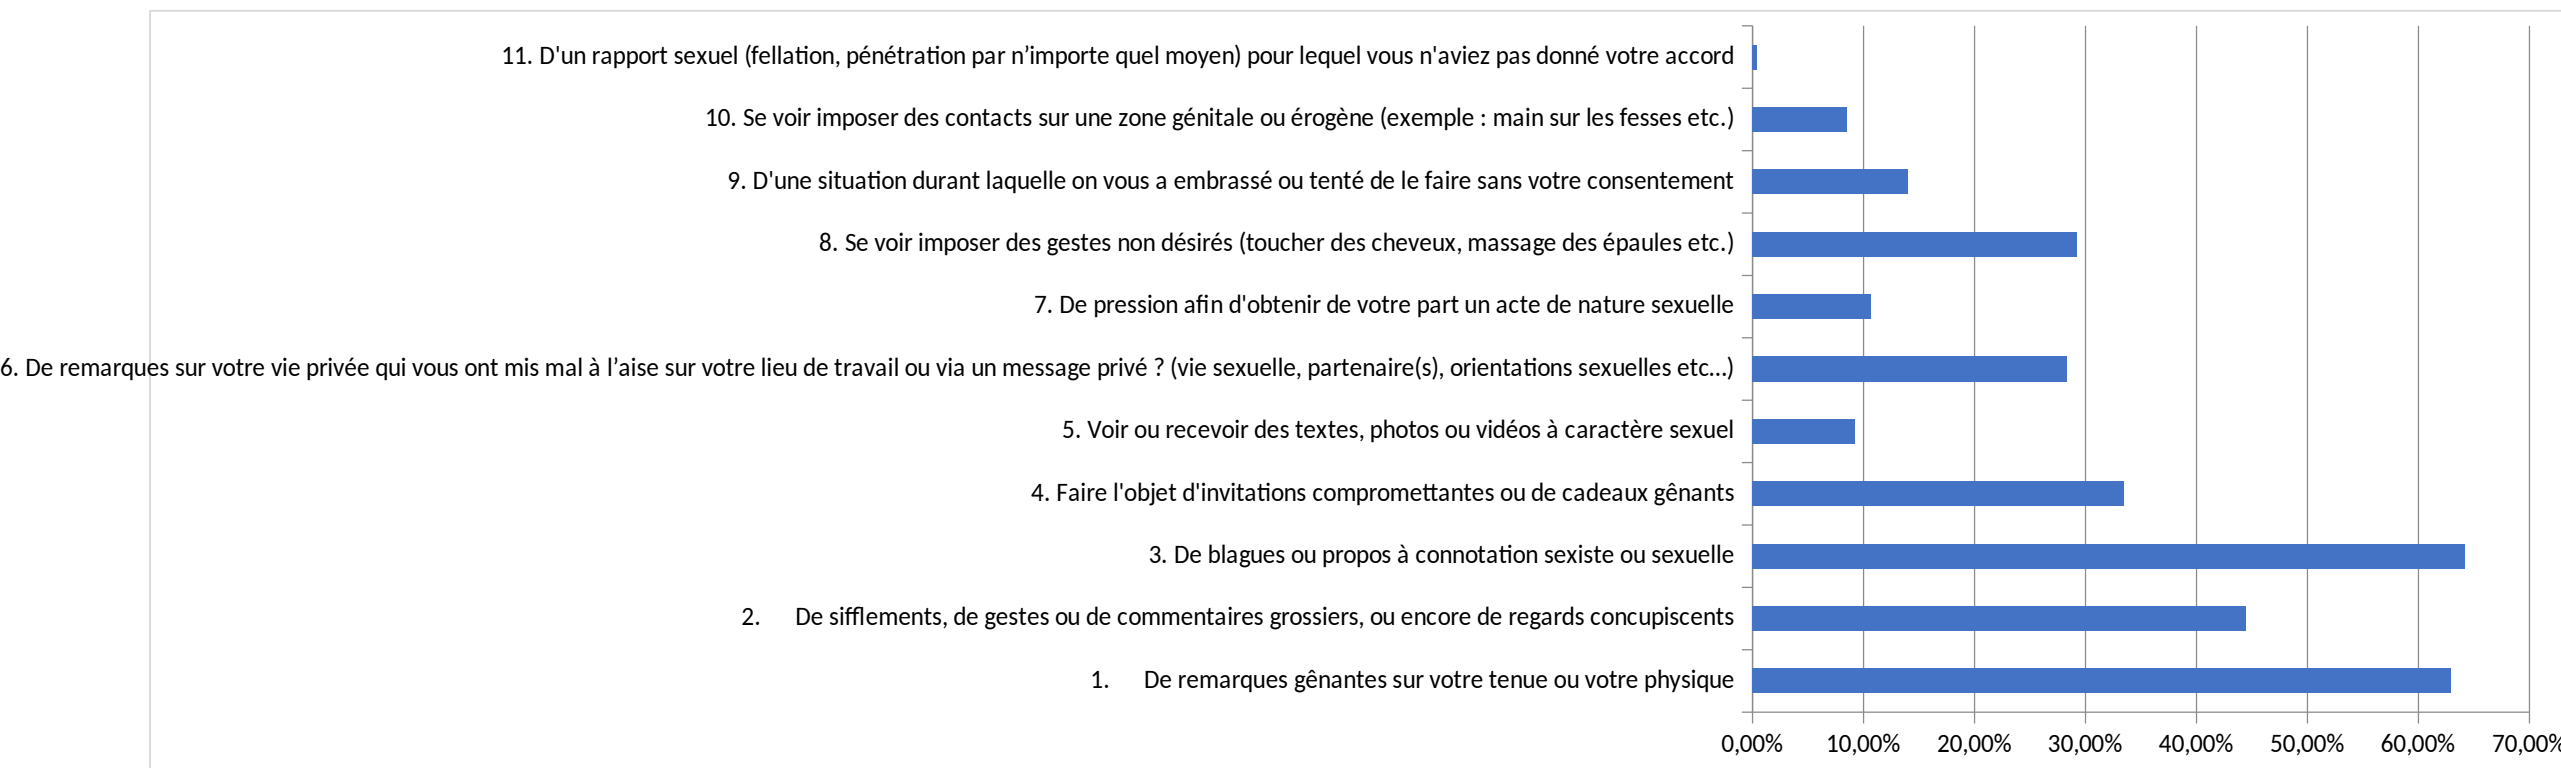 11. D'un rapport sexuel (fellation, pénétration par n’importe quel moyen) pour lequel vous n'aviez pas donné votre accord
10. Se voir imposer des contacts sur une zone génitale ou érogène (exemple : main sur les fesses etc.)
9. D'une situation durant laquelle on vous a embrassé ou tenté de le faire sans votre consentement
8. Se voir imposer des gestes non désirés (toucher des cheveux, massage des épaules etc.)
7. De pression afin d'obtenir de votre part un acte de nature sexuelle
6. De remarques sur votre vie privée qui vous ont mis mal à l’aise sur votre lieu de travail ou via un message privé ? (vie sexuelle, partenaire(s), orientations sexuelles etc…)
5. Voir ou recevoir des textes, photos ou vidéos à caractère sexuel
4. Faire l'objet d'invitations compromettantes ou de cadeaux gênants
3. De blagues ou propos à connotation sexiste ou sexuelle
2. De sifflements, de gestes ou de commentaires grossiers, ou encore de regards concupiscents
1. De remarques gênantes sur votre tenue ou votre physique
0,00% 10,00% 20,00% 30,00% 40,00% 50,00% 60,00% 70,00%